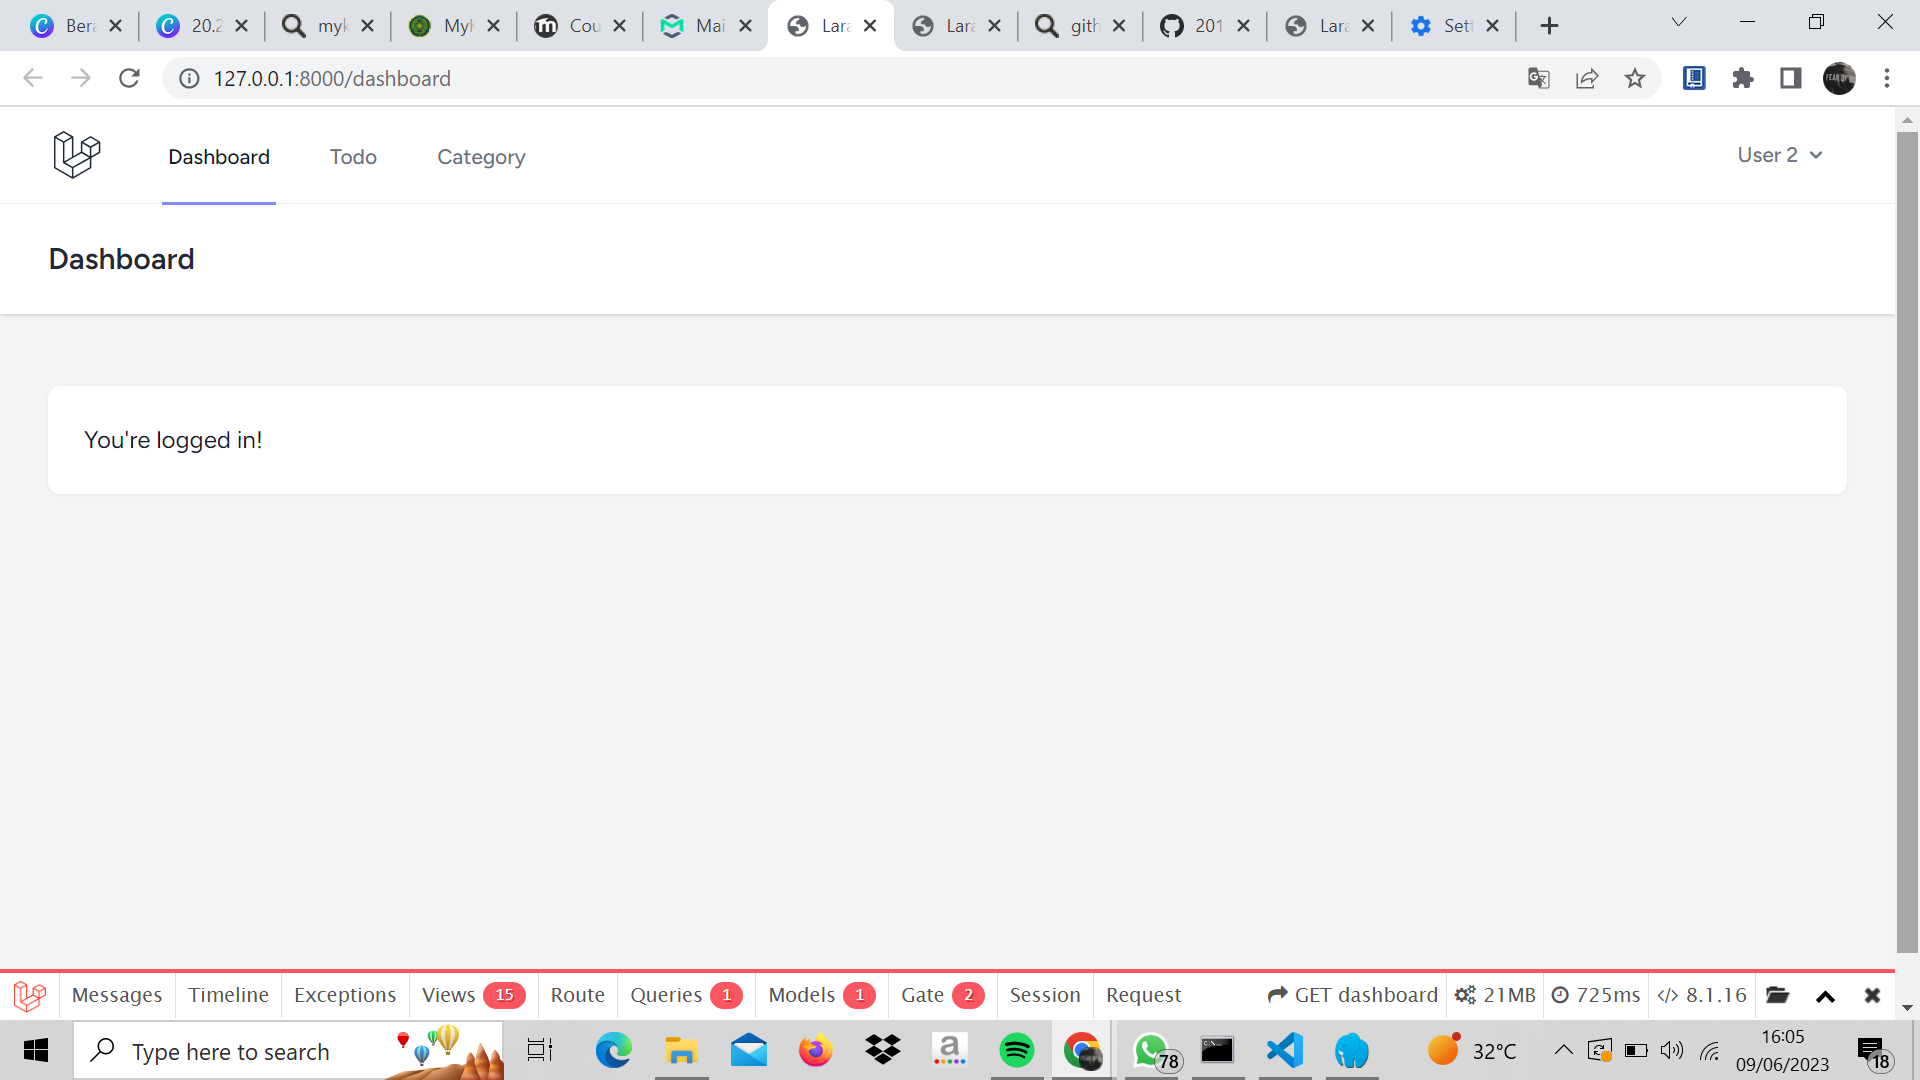 Bera 20.2 myk MyK Cou Mai Lara Lara gith 201 Lara Sett
127.0.0.1:8000/dashboard
Dashboard Todo Category User 2
Dashboard
You're logged in!
Messages Timeline Exceptions Views 15 Route Queries 1 Models 1 Gate 2 Session Request GET dashboard 21MB 725ms </> 8.1.16
Type here to search 78 32°C 16:05
09/06/2023 18